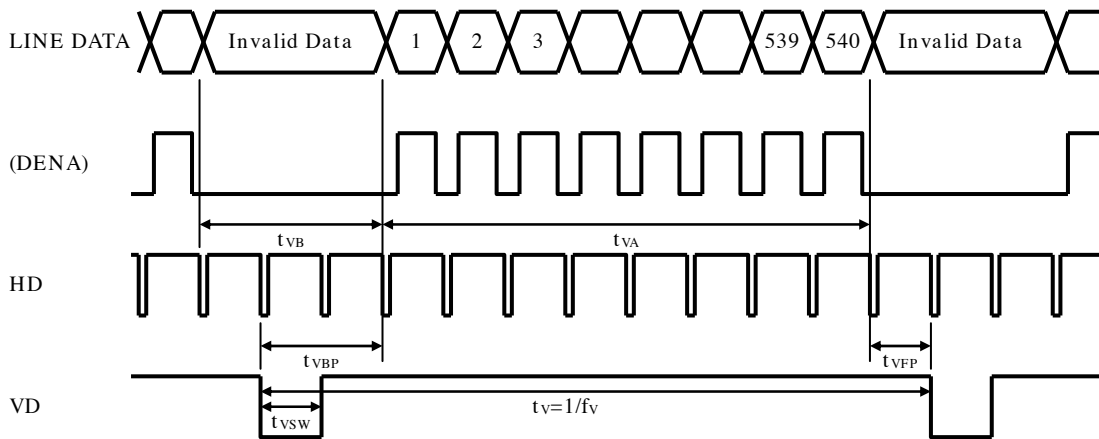 LINE DATA Invalid Data 1 2 3 539 540 Invalid Data
(DENA)
tVB tVA
HD
tVBP tVFP
VD tVSW tV=1/fV